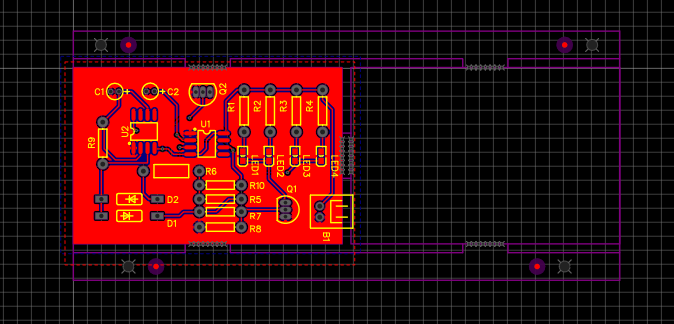 C1 + + C2 Q2
R1 R2 R3 R4
U2 U1
R9
LED1 LED2 LED3 LED4
R6
R10
D2 R5 Q1
D1 R7
R8 B1